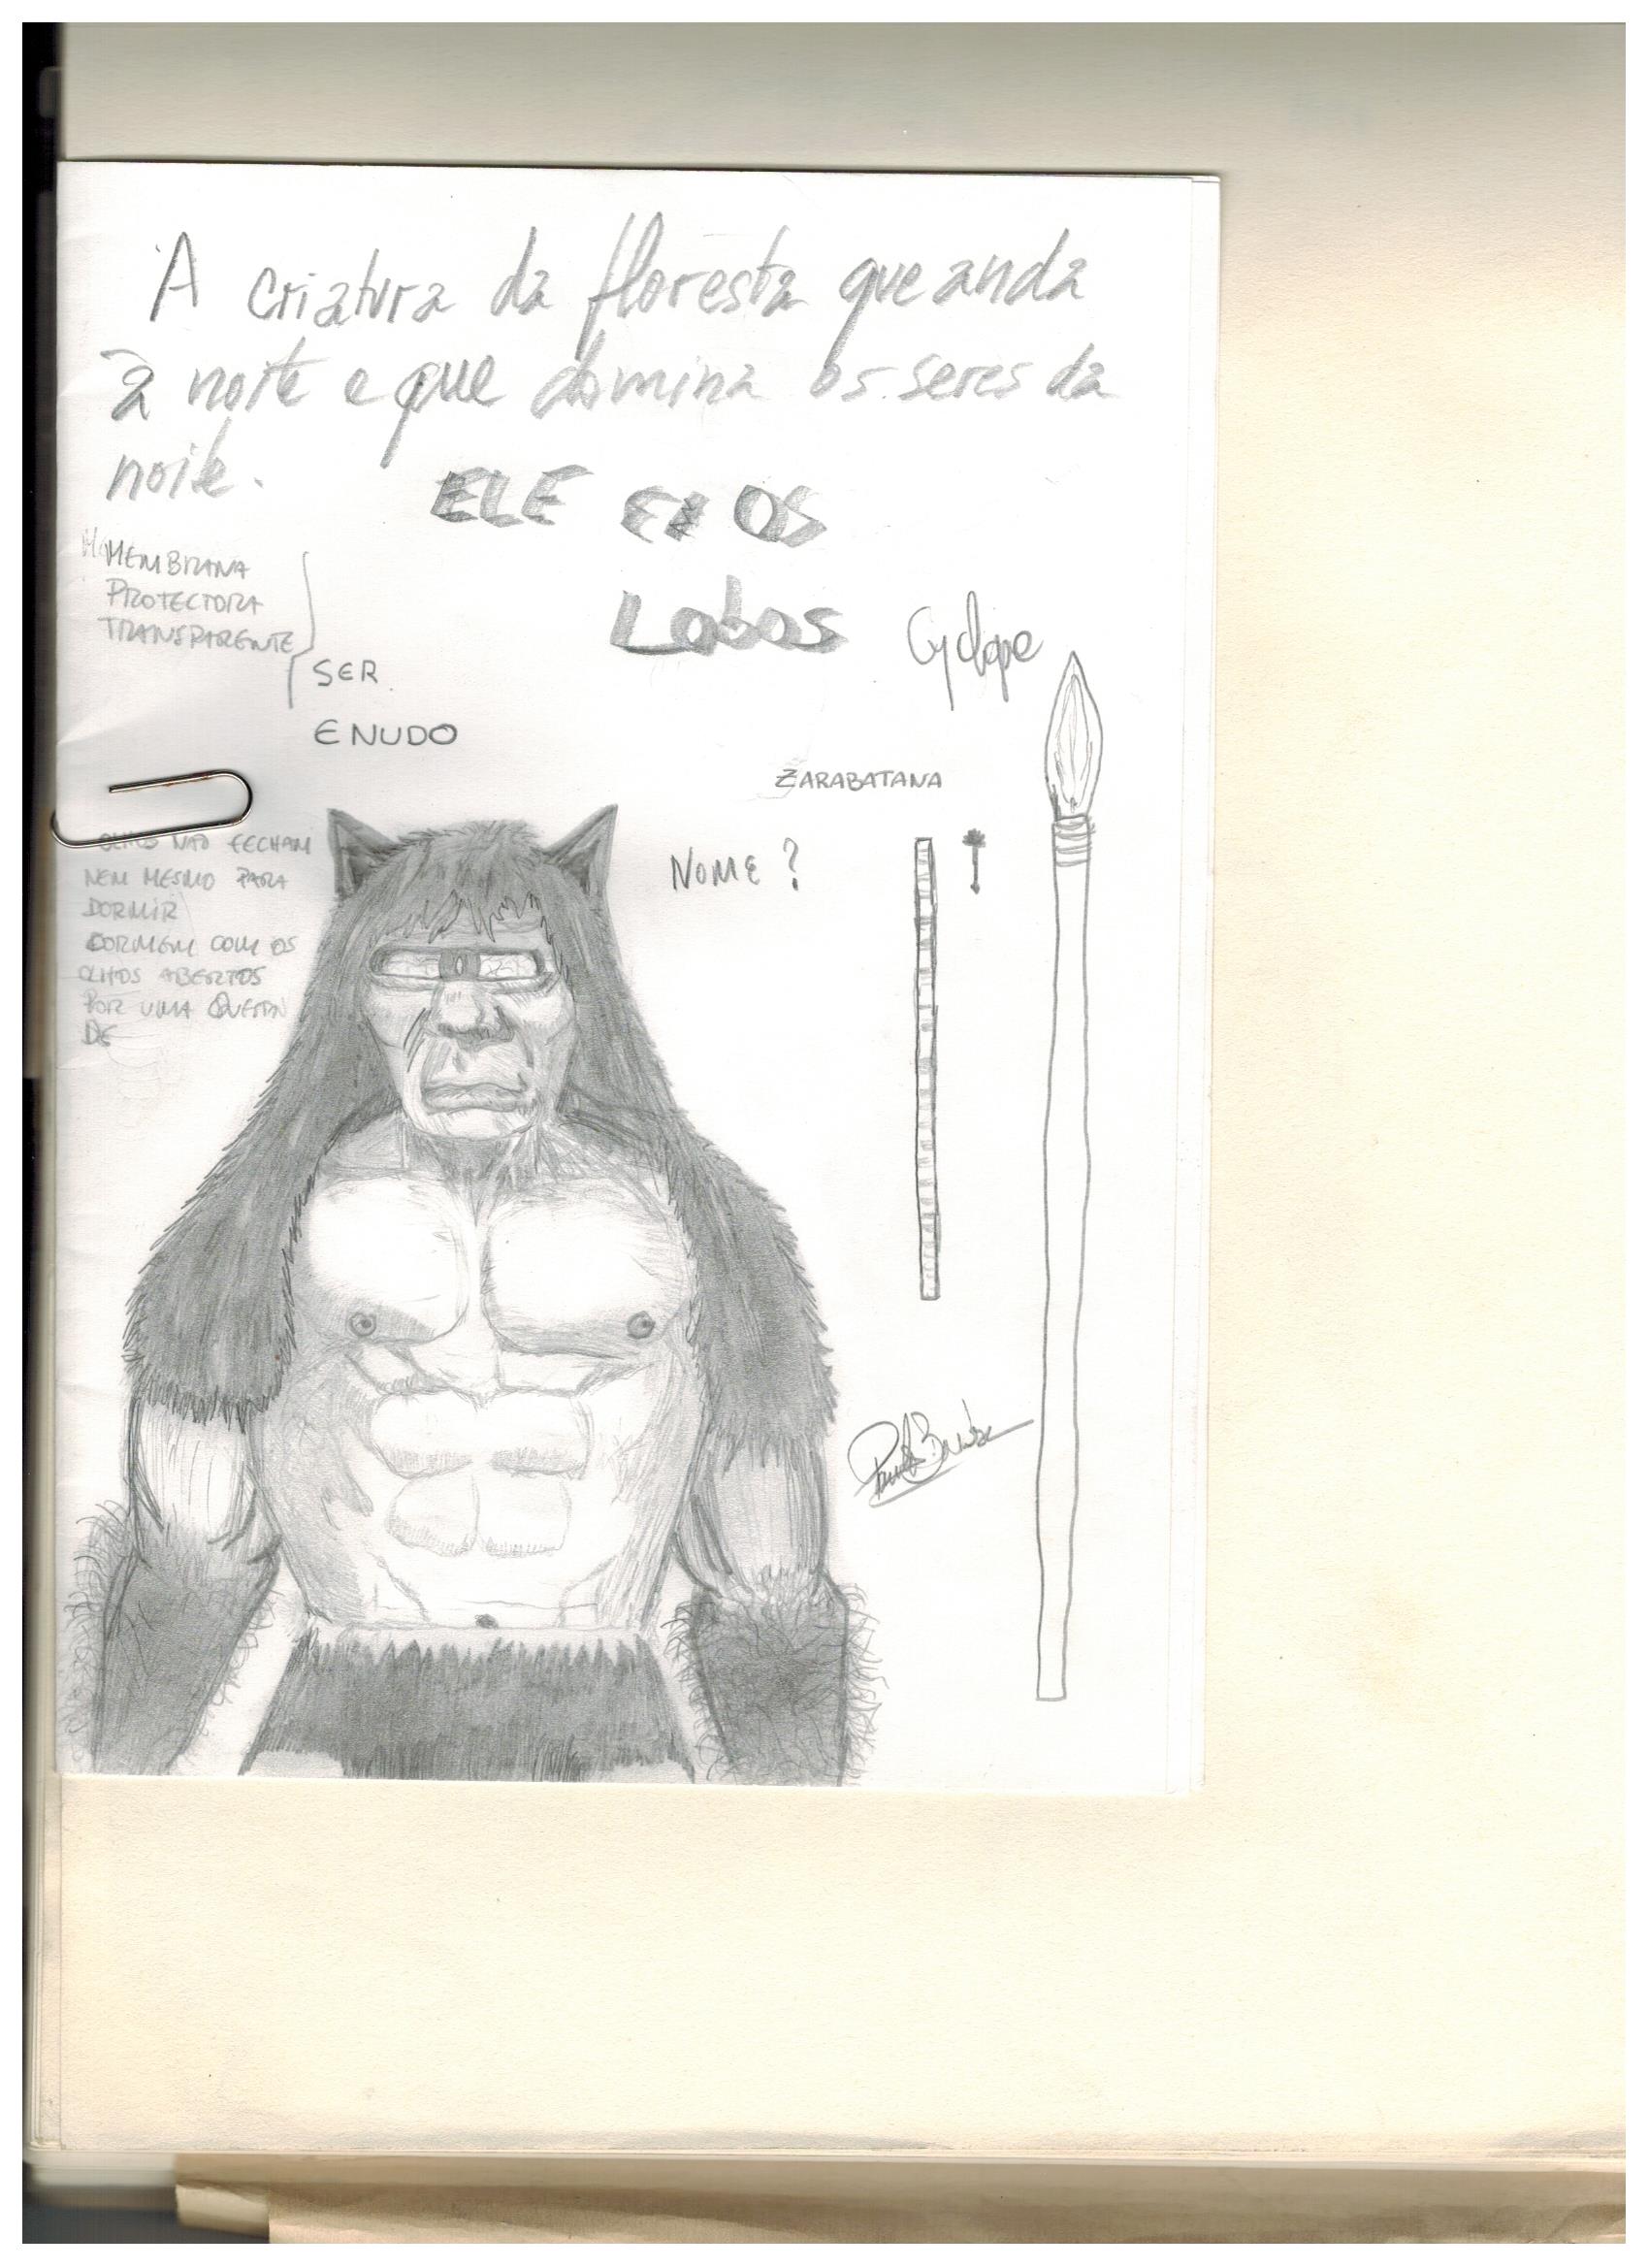 A criatura da floresta que anda
à noite e que domina os seres da
noite.
ELE E OS
Lobos
MEMBRANA
PROTECTORA
TRANSPARENTE
SER
ENUDO
Cyclope
ZARABATANA
NOME ?
OLHOS NÃO FECHAM
NEM MESMO PARA
DORMIR
DORMEM COM OS
OLHOS ABERTOS
POR UMA QUESTÃO
DE